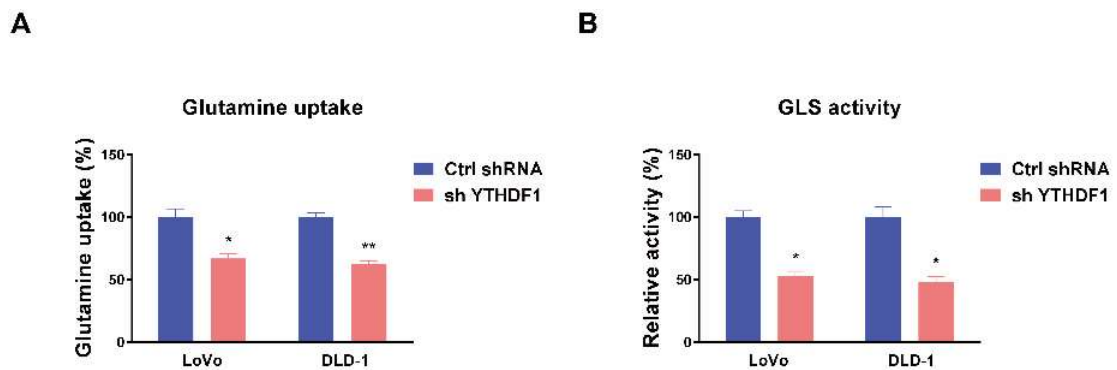 A
Glutamine uptake
Glutamine uptake (%)
150
100
50
0
*
**
LoVo
DLD-1
Ctrl shRNA
sh YTHDF1
B
GLS activity
Relative activity (%)
150
100
50
0
*
*
LoVo
DLD-1
Ctrl shRNA
sh YTHDF1